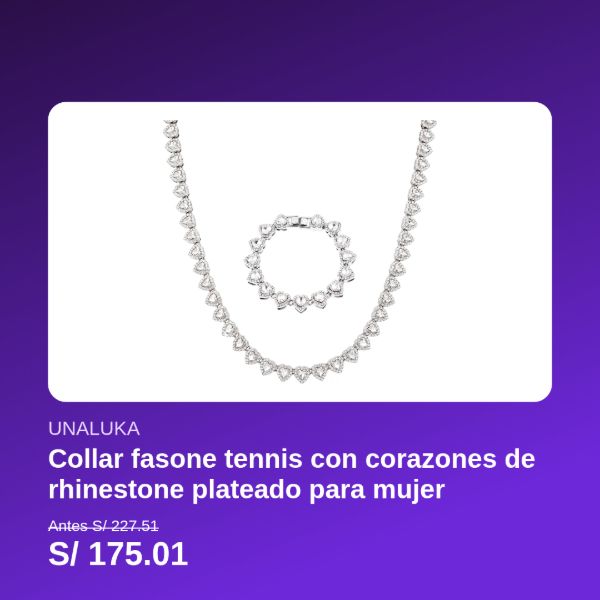 UNALUKA
Collar fasone tennis con corazones de
rhinestone plateado para mujer
Antes S/ 227.51
S/ 175.01